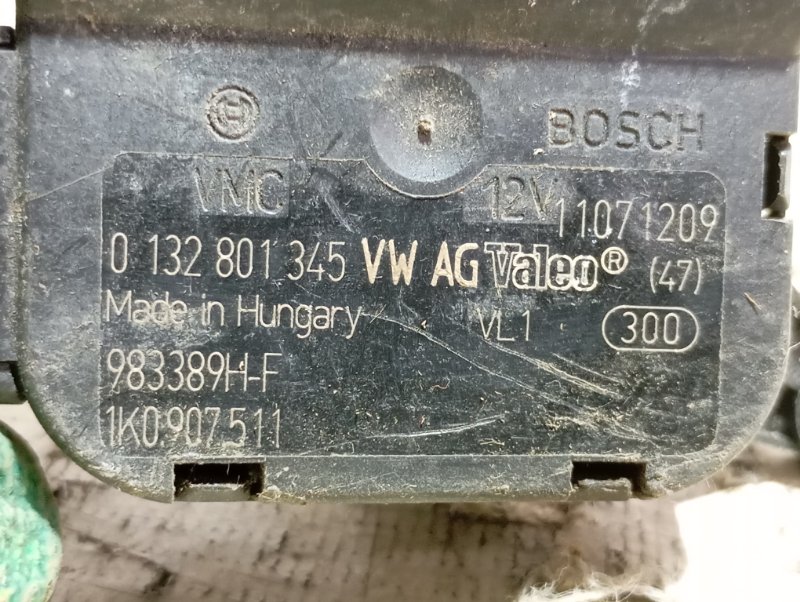 BOSCH
VMC 12V 11071209
0 132 801 345 VW AG Valeo® (47)
Made in Hungary VL1 300
983389H-F
1K0.907.511